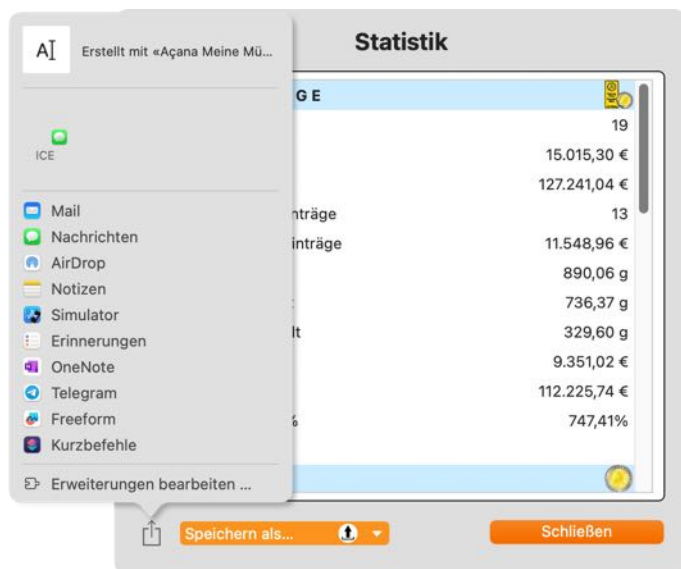 Erstellt mit «Açana Meine Mü...
ICE
Mail
Nachrichten
AirDrop
Notizen
Simulator
Erinnerungen
OneNote
Telegram
Freeform
Kurzbefehle
Erweiterungen bearbeiten ...
Statistik
G E
19
15.015,30 €
127.241,04 €
nträge 13
inträge 11.548,96 €
890,06 g
736,37 g
lt 329,60 g
9.351,02 €
112.225,74 €
% 747,41%
Speichern als...
Schließen